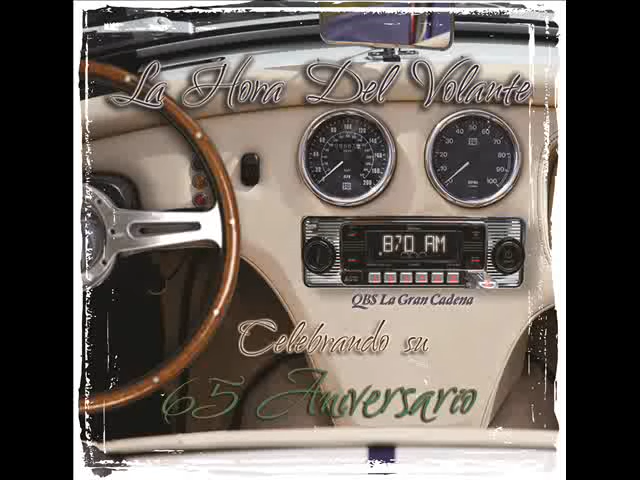 La Hora Del Volante
870 AM
QBS La Gran Cadena
Celebrando su
65 Aniversario